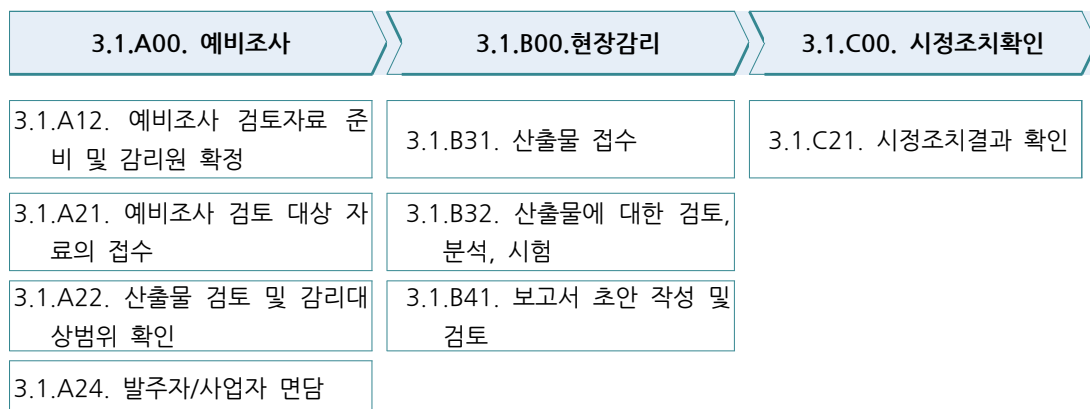 3.1.A00. 예비조사
3.1.B00.현장감리
3.1.C00. 시정조치확인
3.1.A12. 예비조사 검토자료 준
비 및 감리원 확정
3.1.B31. 산출물 접수
3.1.C21. 시정조치결과 확인
3.1.A21. 예비조사 검토 대상 자
료의 접수
3.1.B32. 산출물에 대한 검토,
분석, 시험
3.1.A22. 산출물 검토 및 감리대
상범위 확인
3.1.B41. 보고서 초안 작성 및
검토
3.1.A24. 발주자/사업자 면담